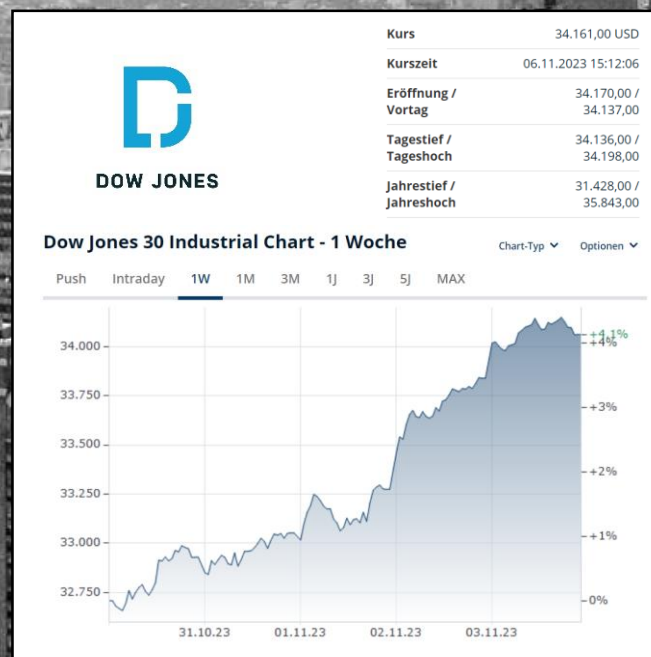 DOW JONES
Kurs 34.161,00 USD
Kurszeit 06.11.2023 15:12:06
Eröffnung / 34.170,00 /
Vortag 34.137,00
Tagestief / 34.136,00 /
Tageshoch 34.198,00
Jahrestief / 31.428,00 /
Jahreshoch 35.843,00
Dow Jones 30 Industrial Chart - 1 Woche Chart-Typ Optionen
Push Intraday 1W 1M 3M 1J 3J 5J MAX
+4,1%
34.000 +4%
33.750
+3%
33.500
+2%
33.250
33.000 +1%
32.750 0%
31.10.23 01.11.23 02.11.23 03.11.23